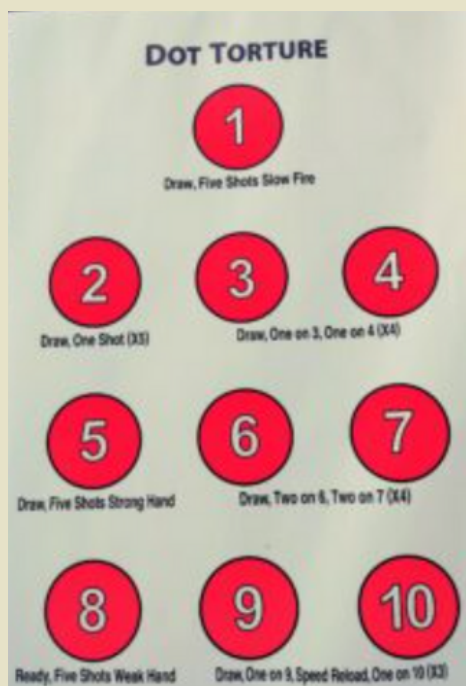 DOT TORTURE
1
Draw, Five Shots Slow Fire
2 3 4
Draw, One Shot (X5) Draw, One on 3, One on 4 (X4)
5 6 7
Draw, Five Shots Strong Hand Draw, Two on 6, Two on 7 (X4)
8 9 10
Ready, Five Shots Weak Hand Draw, One on 9, Speed Reload, One on 10 (X3)